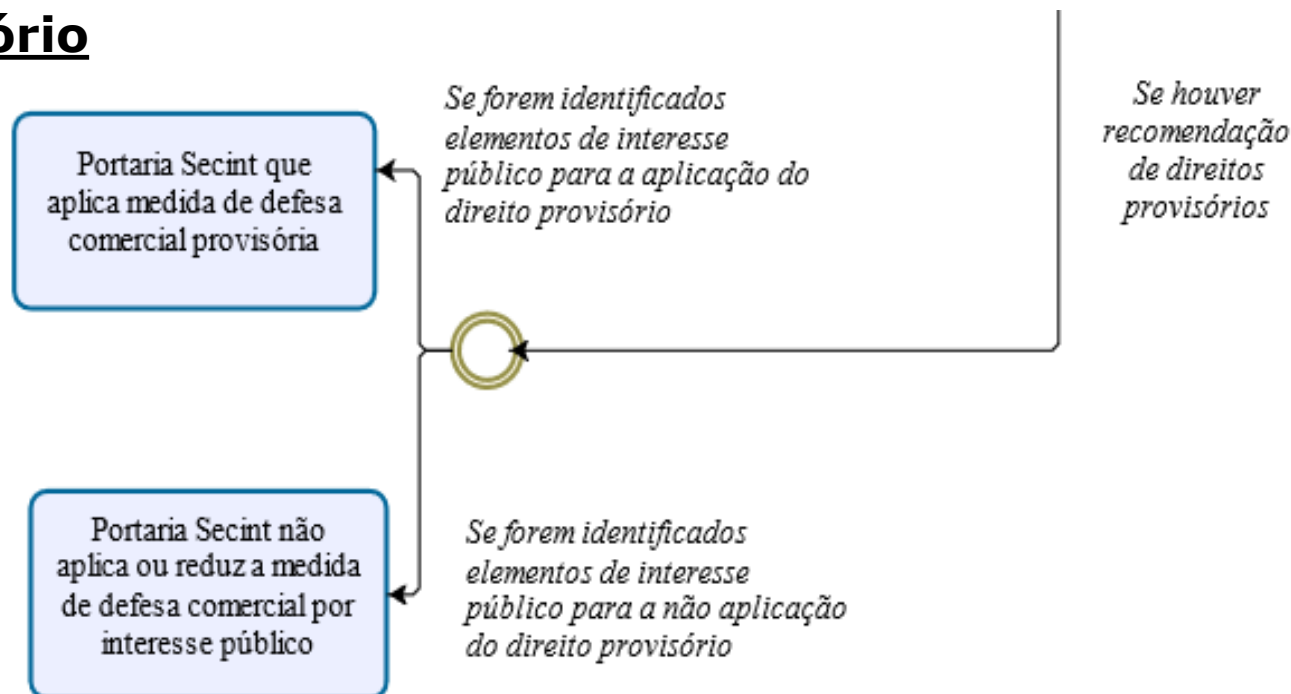 ório
Se forem identificados
elementos de interesse
público para a aplicação do
direito provisório
Se houver
recomendação
de direitos
provisórios
Portaria Secint que
aplica medida de defesa
comercial provisória
Portaria Secint não
aplica ou reduz a medida
de defesa comercial por
interesse público
Se forem identificados
elementos de interesse
público para a não aplicação
do direito provisório